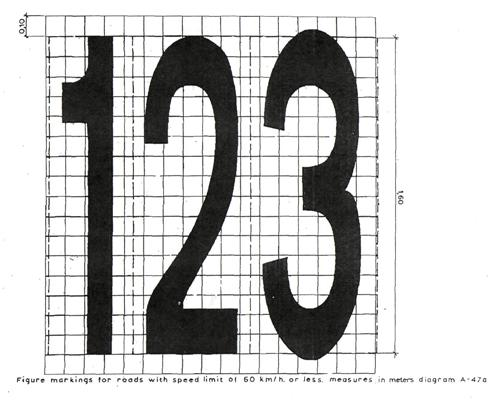 0,10
123
1,60
Figure markings for roads with speed limit of 60 km/h. or less. measures in meters diagram A-47a